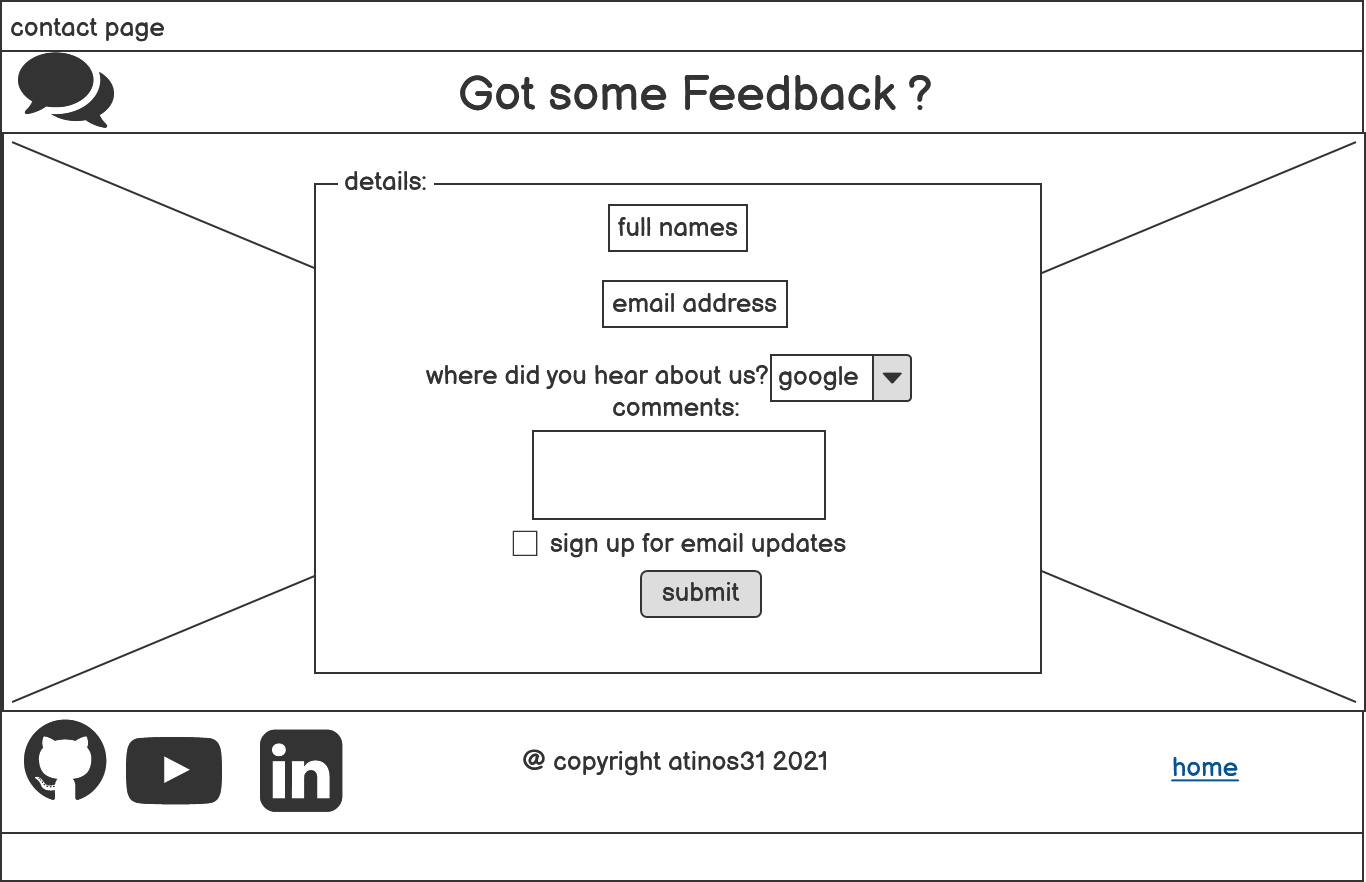 contact page
Got some Feedback ?
details:
full names
email address
where did you hear about us? google
comments:
sign up for email updates
submit
in
@ copyright atinos31 2021
home